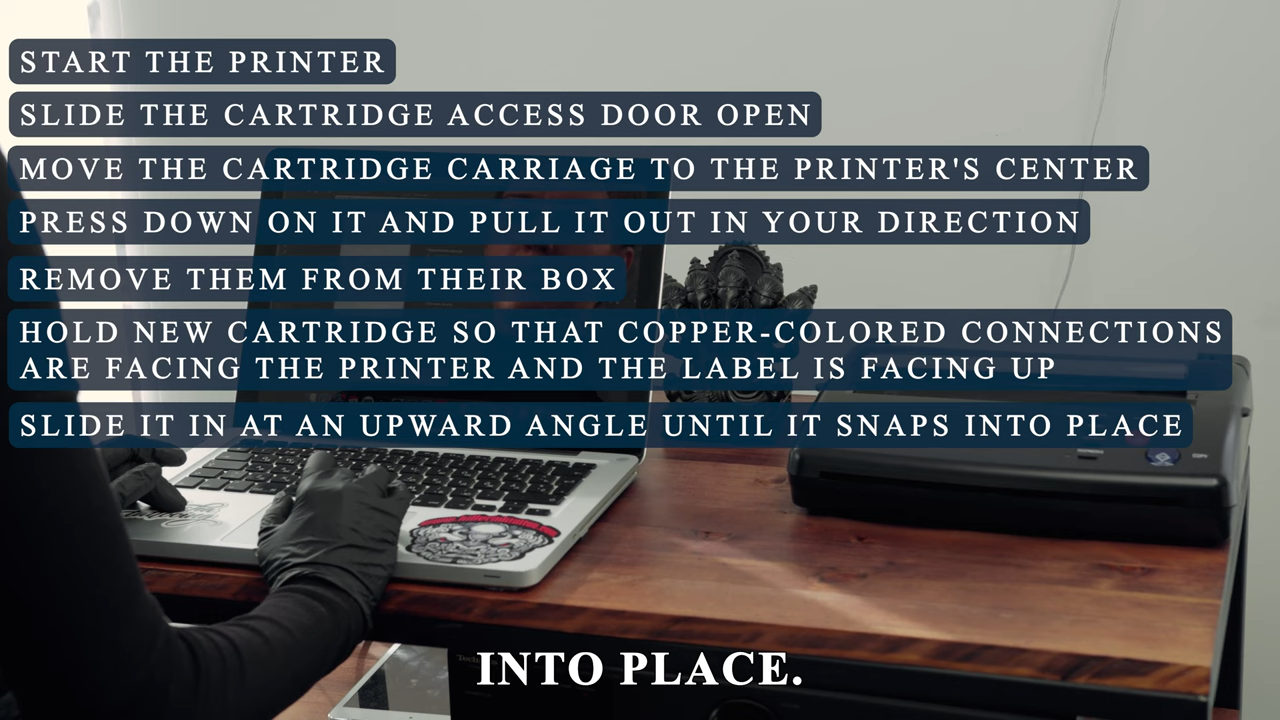 START THE PRINTER
SLIDE THE CARTRIDGE ACCESS DOOR OPEN
MOVE THE CARTRIDGE CARRIAGE TO THE PRINTER'S CENTER
PRESS DOWN ON IT AND PULL IT OUT IN YOUR DIRECTION
REMOVE THEM FROM THEIR BOX
HOLD NEW CARTRIDGE SO THAT COPPER-COLORED CONNECTIONS
ARE FACING THE PRINTER AND THE LABEL IS FACING UP
SLIDE IT IN AT AN UPWARD ANGLE UNTIL IT SNAPS INTO PLACE
COPY
INTO PLACE.